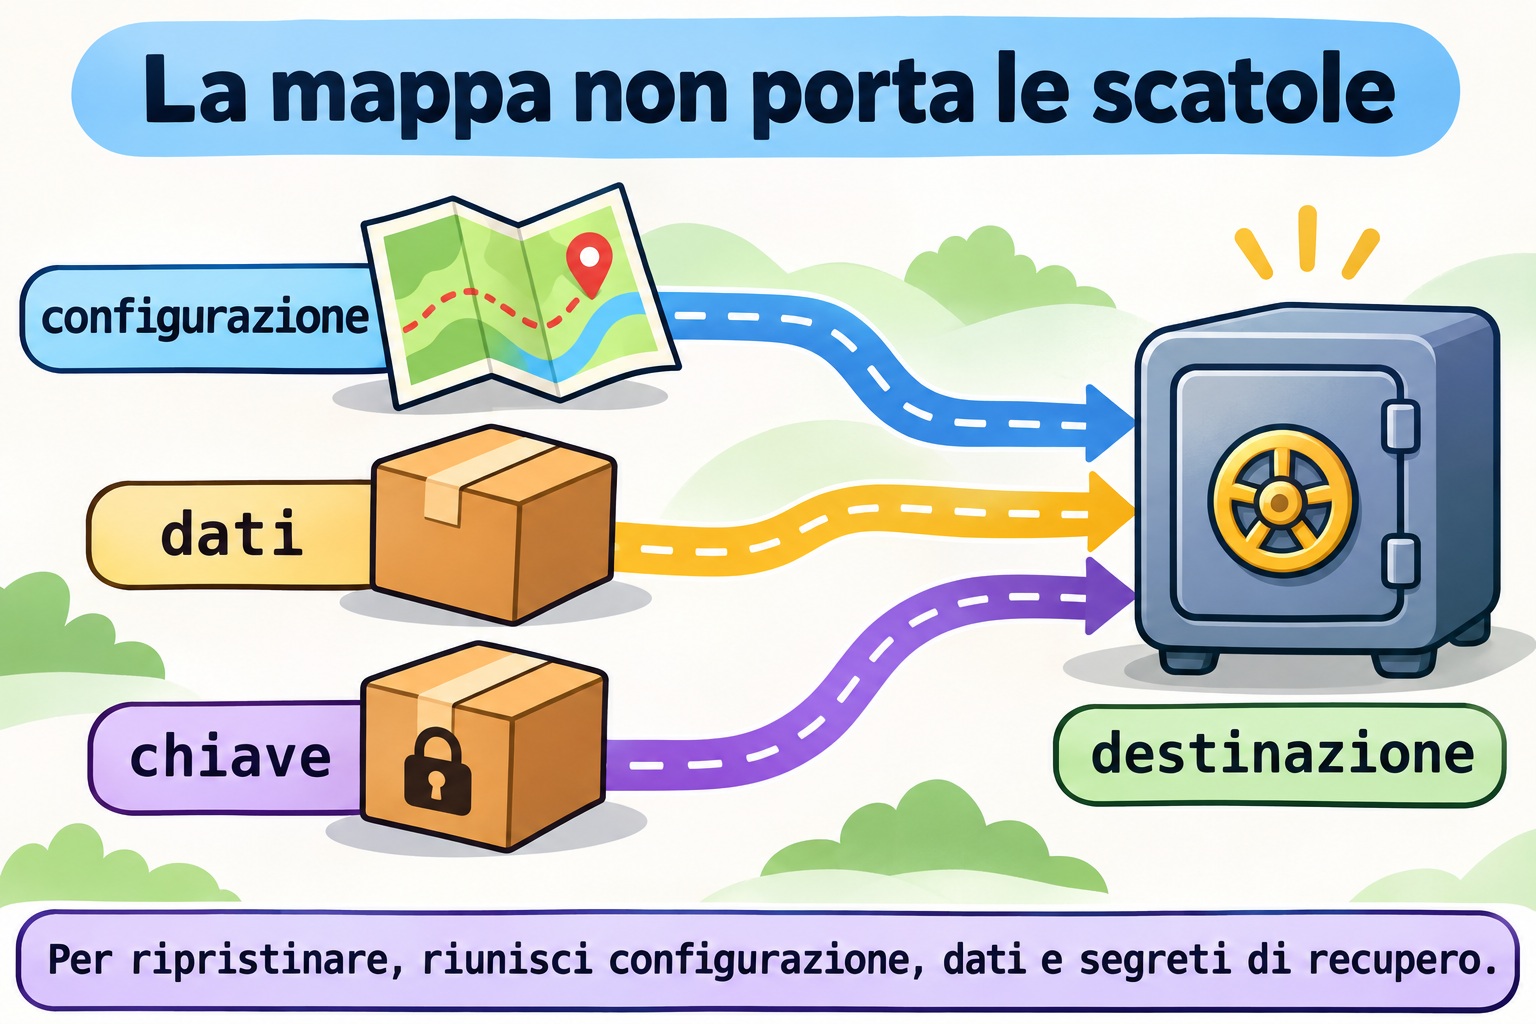 La mappa non porta le scatole
configurazione
dati
chiave
destinazione
Per ripristinare, riunisci configurazione, dati e segreti di recupero.